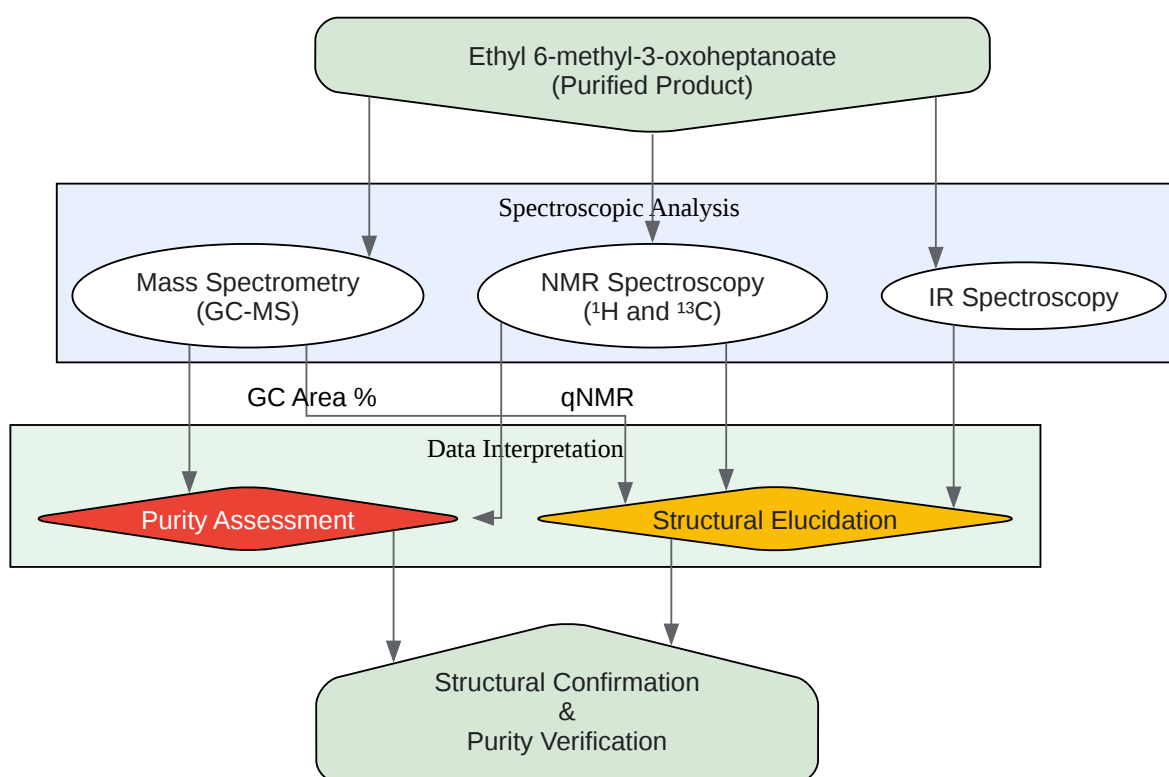 Ethyl 6-methyl-3-oxoheptanoate
(Purified Product)
Spectroscopic Analysis
Mass Spectrometry
(GC-MS)
NMR Spectroscopy
(¹H and ¹³C)
IR Spectroscopy
GC Area %
qNMR
Data Interpretation
Purity Assessment
Structural Elucidation
Structural Confirmation
&
Purity Verification